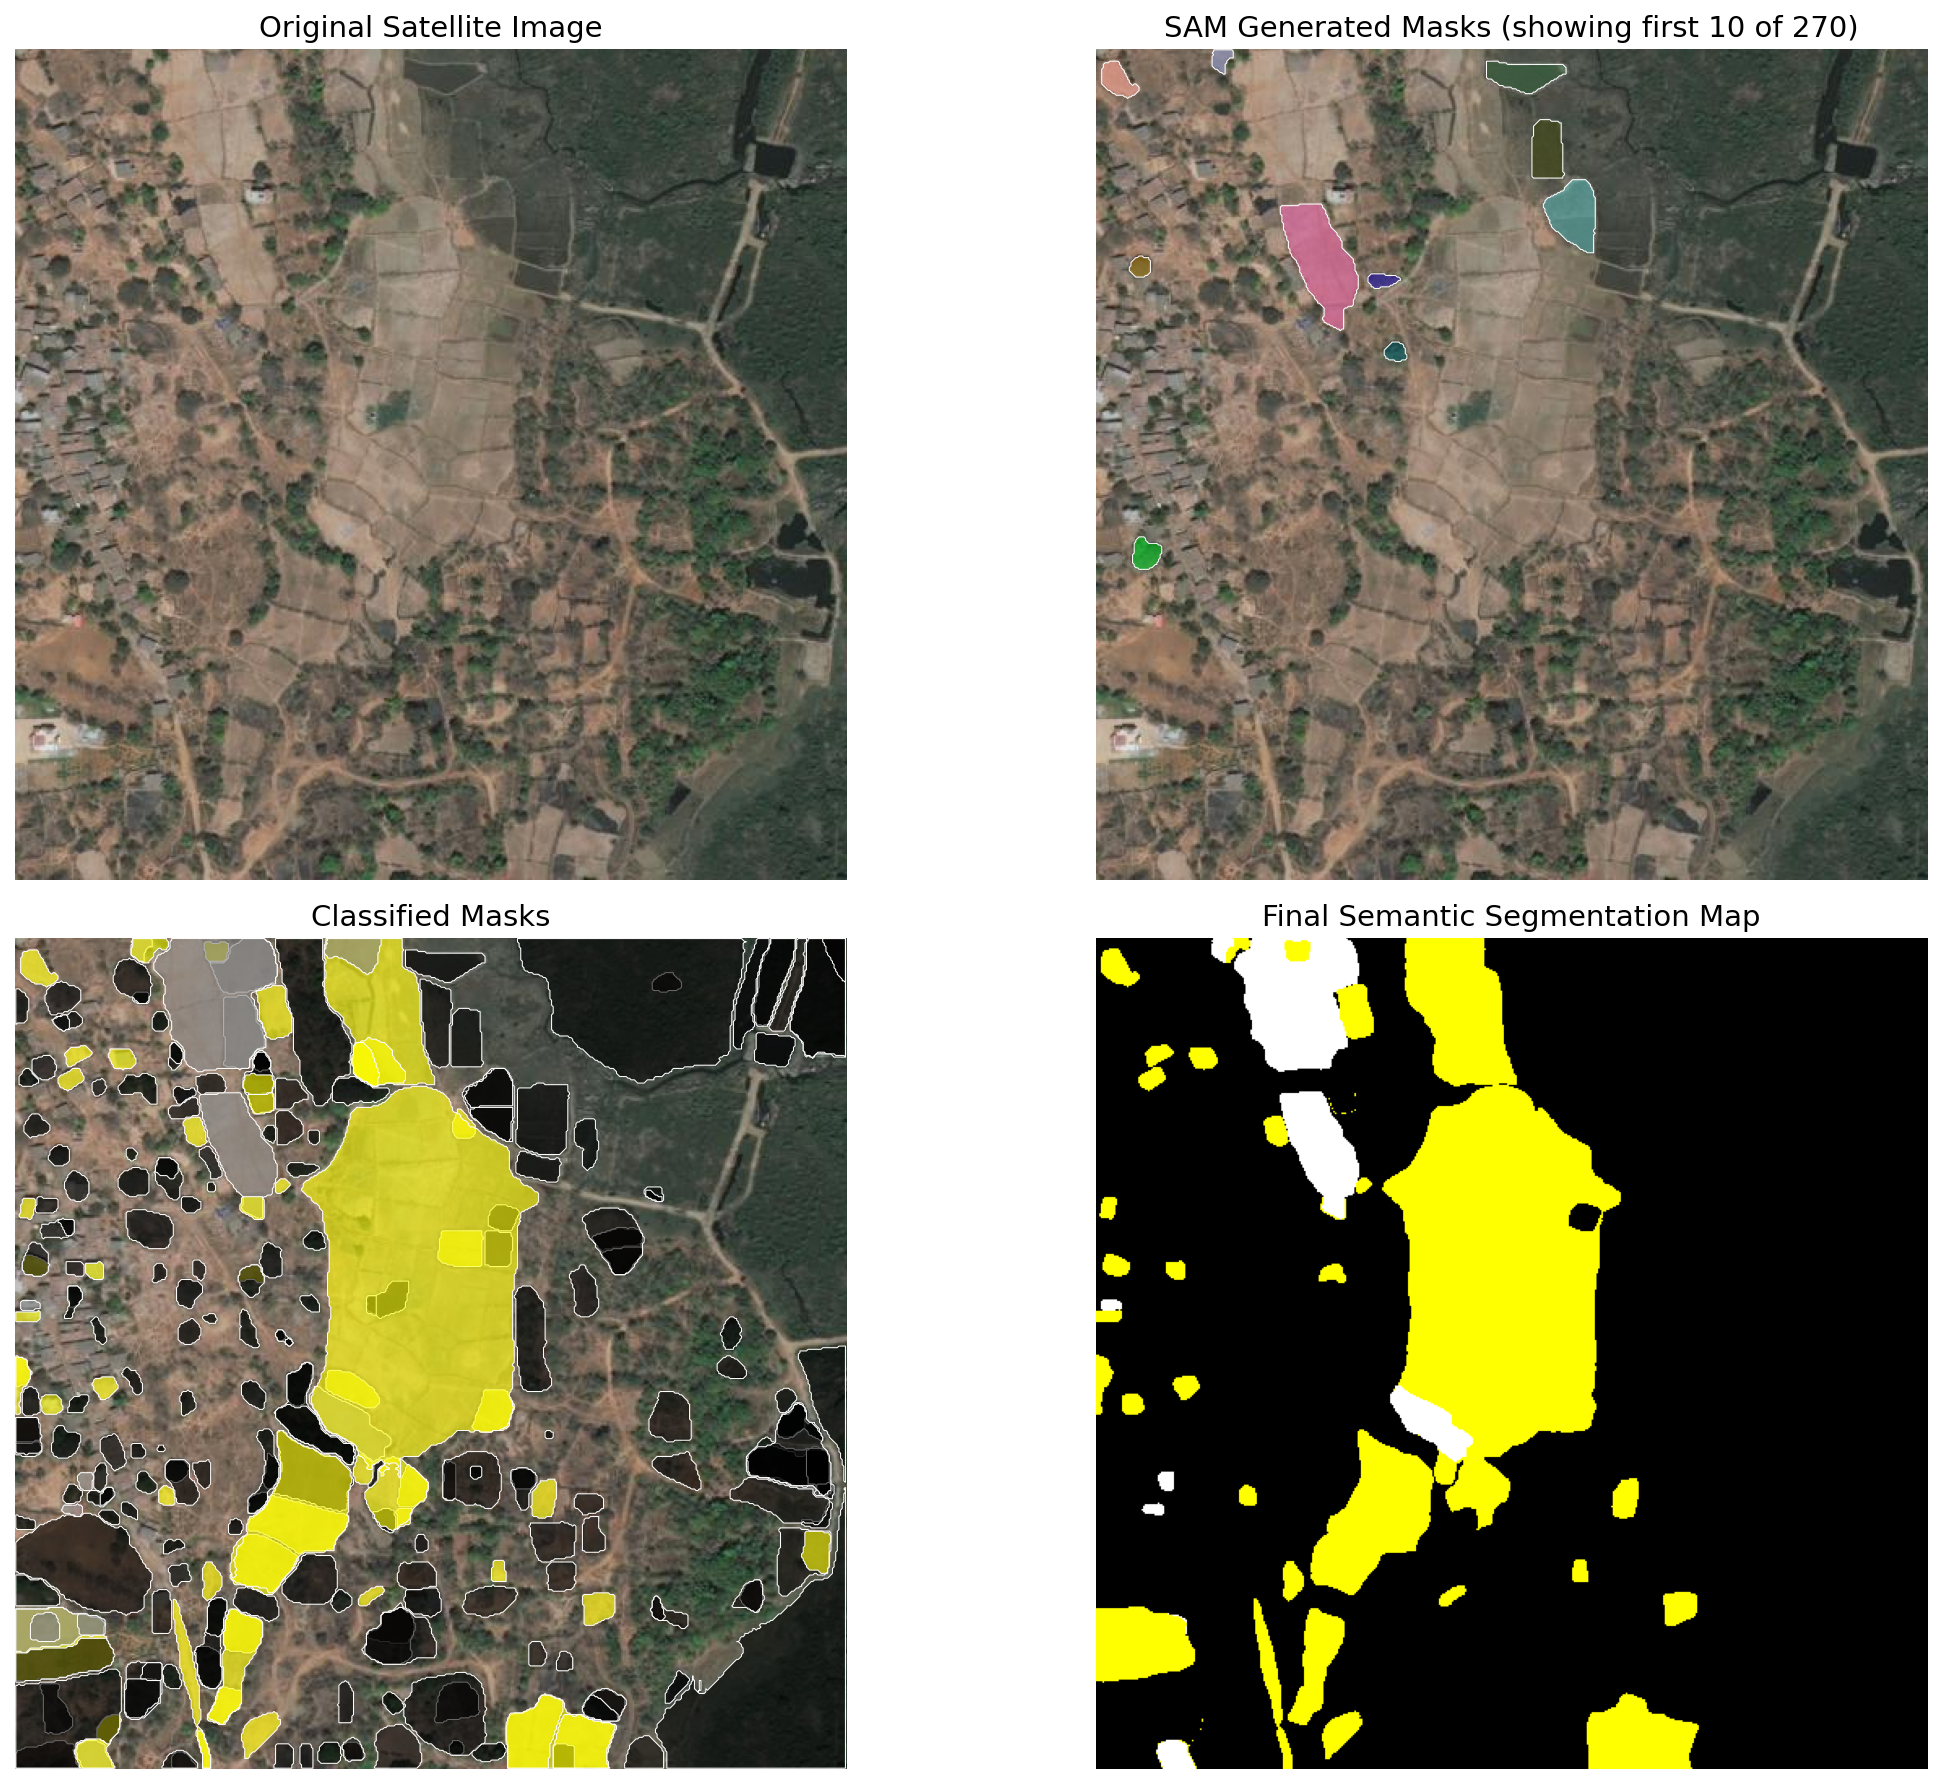 Original Satellite Image
SAM Generated Masks (showing first 10 of 270)
Classified Masks
Final Semantic Segmentation Map